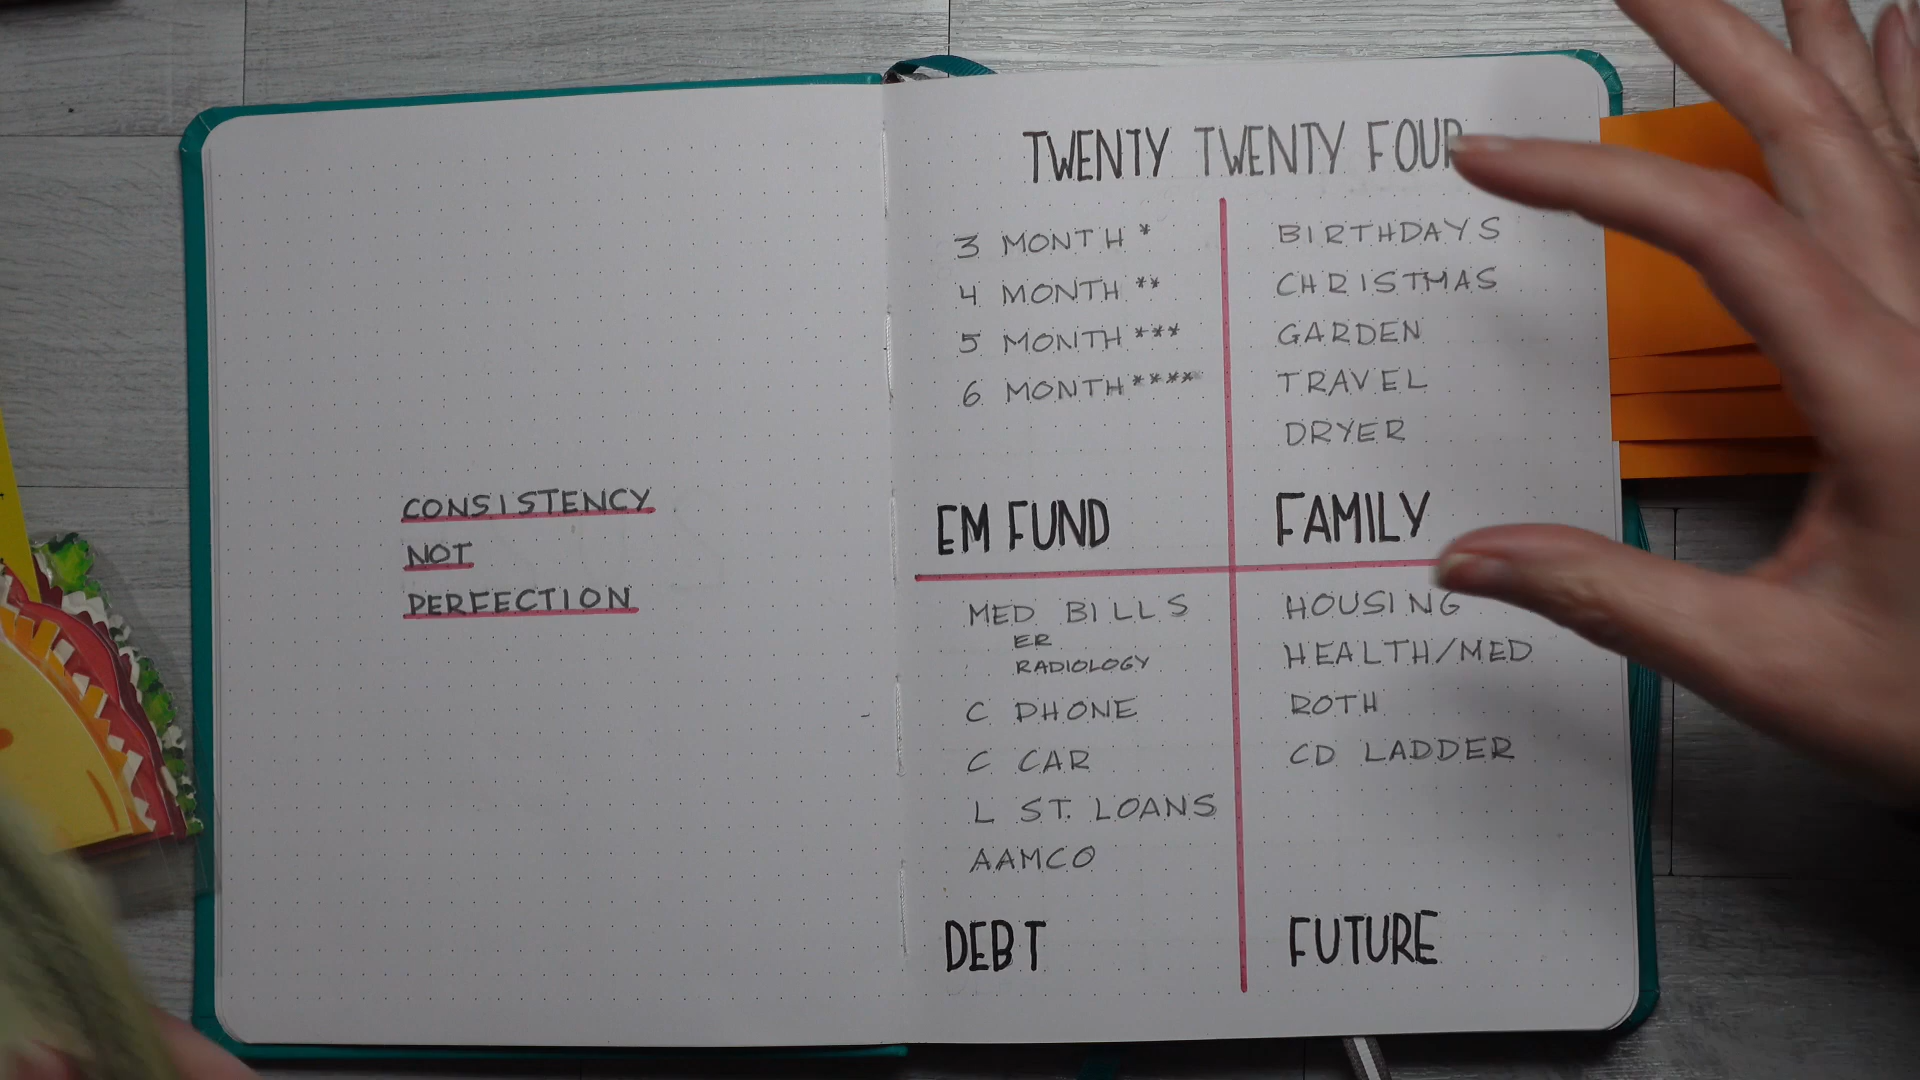 CONSISTENCY
NOT
PERFECTION
TWENTY TWENTY FOUR
3 MONTH *
4 MONTH **
5 MONTH ***
6 MONTH ****
EM FUND
BIRTHDAYS
CHRISTMAS
GARDEN
TRAVEL
DRYER
FAMILY
MED BILLS
ER
RADIOLOGY
C PHONE
C CAR
L ST. LOANS
AAMCO
DEBT
HOUSING
HEALTH/MED
ROTH
CD LADDER
FUTURE